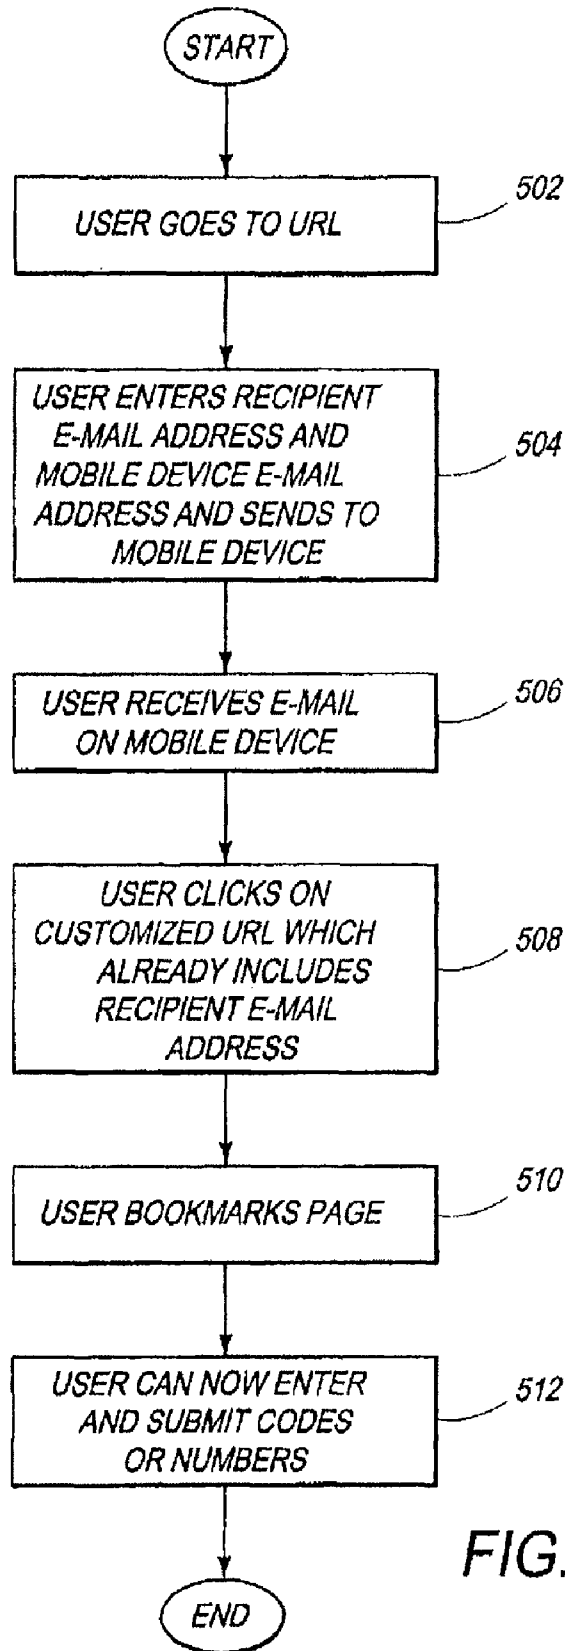 START
USER GOES TO URL
502
USER ENTERS RECIPIENT
E-MAIL ADDRESS AND
MOBILE DEVICE E-MAIL
ADDRESS AND SENDS TO
MOBILE DEVICE
504
USER RECEIVES E-MAIL
ON MOBILE DEVICE
506
USER CLICKS ON
CUSTOMIZED URL WHICH
ALREADY INCLUDES
RECIPIENT E-MAIL
ADDRESS
508
USER BOOKMARKS PAGE
510
USER CAN NOW ENTER
AND SUBMIT CODES
OR NUMBERS
512
FIG.
END